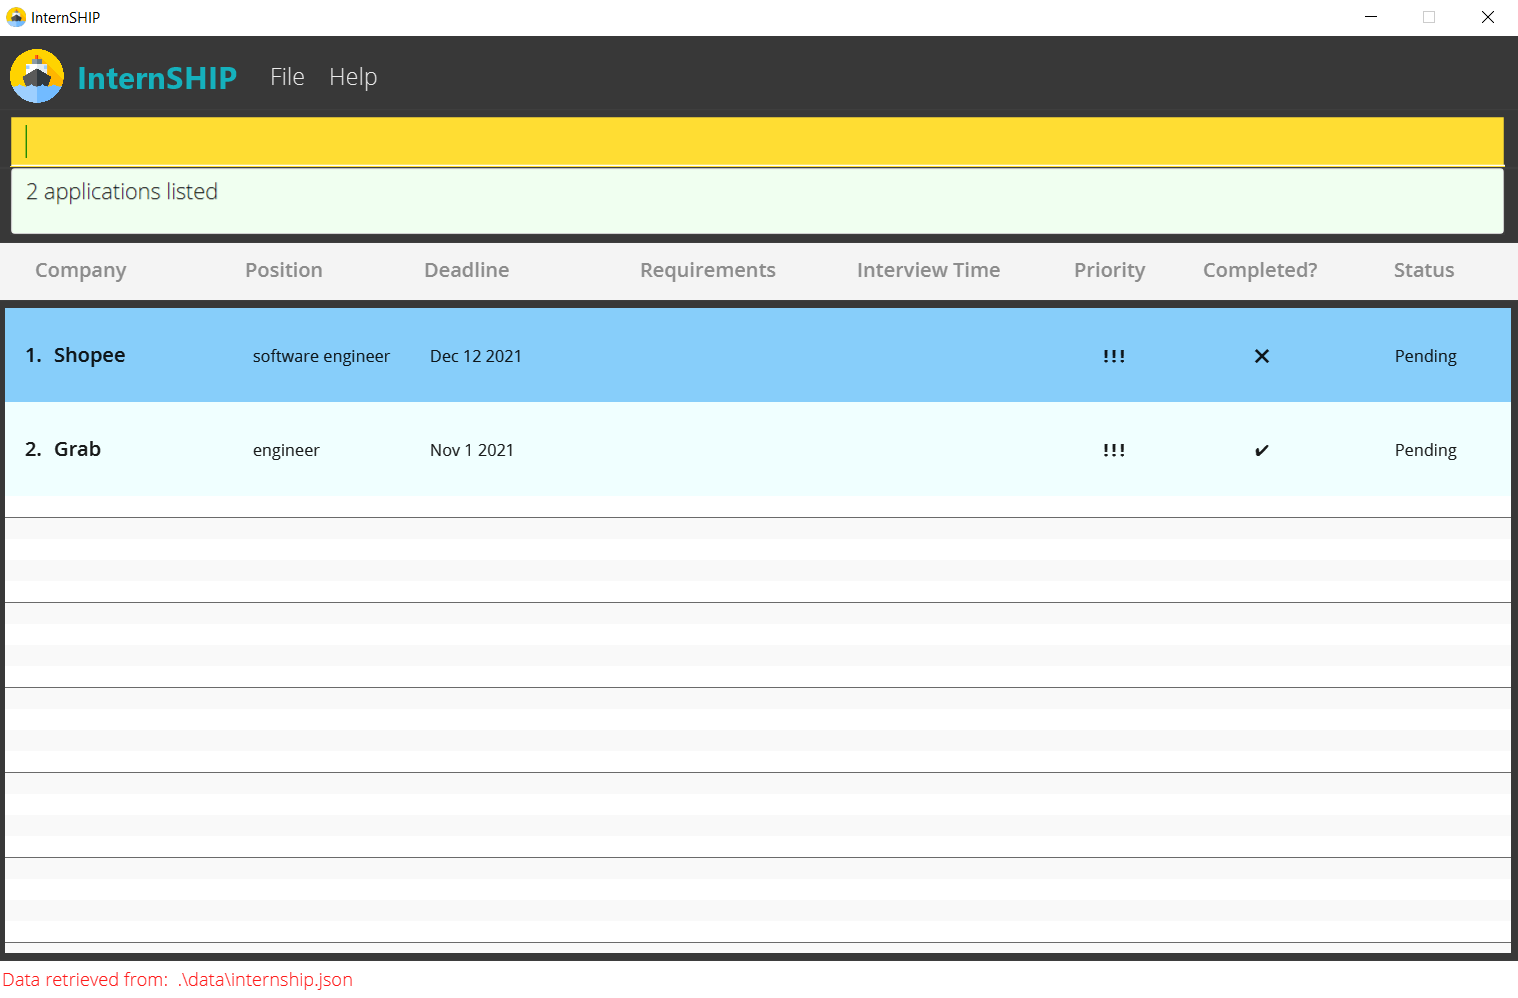 InternSHIP
InternSHIP File Help
2 applications listed
Company Position Deadline Requirements Interview Time Priority Completed? Status
1. Shopee software engineer Dec 12 2021 !!! ✕ Pending
2. Grab engineer Nov 1 2021 !!! ✔ Pending
Data retrieved from: .\data\internship.json